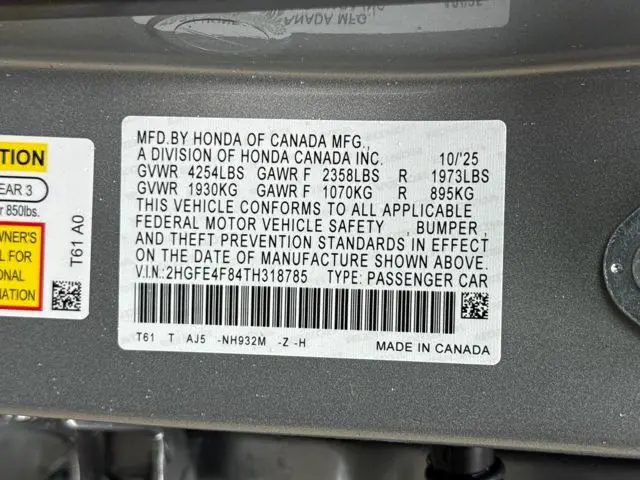 ANADA MFG.
MFD.BY HONDA OF CANADA MFG.,
A DIVISION OF HONDA CANADA INC. 10/'25
GVWR 4254LBS GAWR F 2358LBS R 1973LBS
GVWR 1930KG GAWR F 1070KG R 895KG
THIS VEHICLE CONFORMS TO ALL APPLICABLE
FEDERAL MOTOR VEHICLE SAFETY , BUMPER ,
AND THEFT PREVENTION STANDARDS IN EFFECT
ON THE DATE OF MANUFACTURE SHOWN ABOVE.
V.I.N.:2HGFE4F84TH318785 TYPE: PASSENGER CAR
T61 T AJ5 -NH932M -Z -H
MADE IN CANADA
TION
EAR 3
r 850lbs.
WNER'S
L FOR
ONAL
MATION
T61 A0